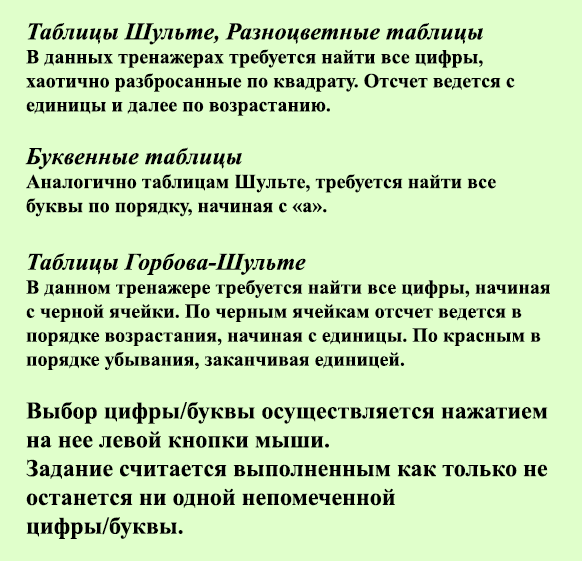 Таблицы Шульте, Разноцветные таблицы
В данных тренажерах требуется найти все цифры,
хаотично разбросанные по квадрату. Отсчет ведется с
единицы и далее по возрастанию.
Буквенные таблицы
Аналогично таблицам Шульте, требуется найти все
буквы по порядку, начиная с «а».
Таблицы Горбова-Шульте
В данном тренажере требуется найти все цифры, начиная
с черной ячейки. По черным ячейкам отсчет ведется в
порядке возрастания, начиная с единицы. По красным в
порядке убывания, заканчивая единицей.
Выбор цифры/буквы осуществляется нажатием
на нее левой кнопки мыши.
Задание считается выполненным как только не
останется ни одной непомеченной
цифры/буквы.